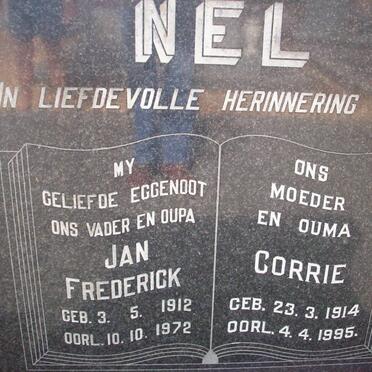 NEL
IN LIEFDEVOLLE HERINNERING
MY
GELIEFDE EGGENOOT
ONS VADER EN OUPA
JAN
FREDERICK
GEB. 3. 5. 1912
OORL. 10. 10. 1972
ONS
MOEDER
EN OUMA
CORRIE
GEB. 23. 3. 1914
OORL. 4. 4. 1995.